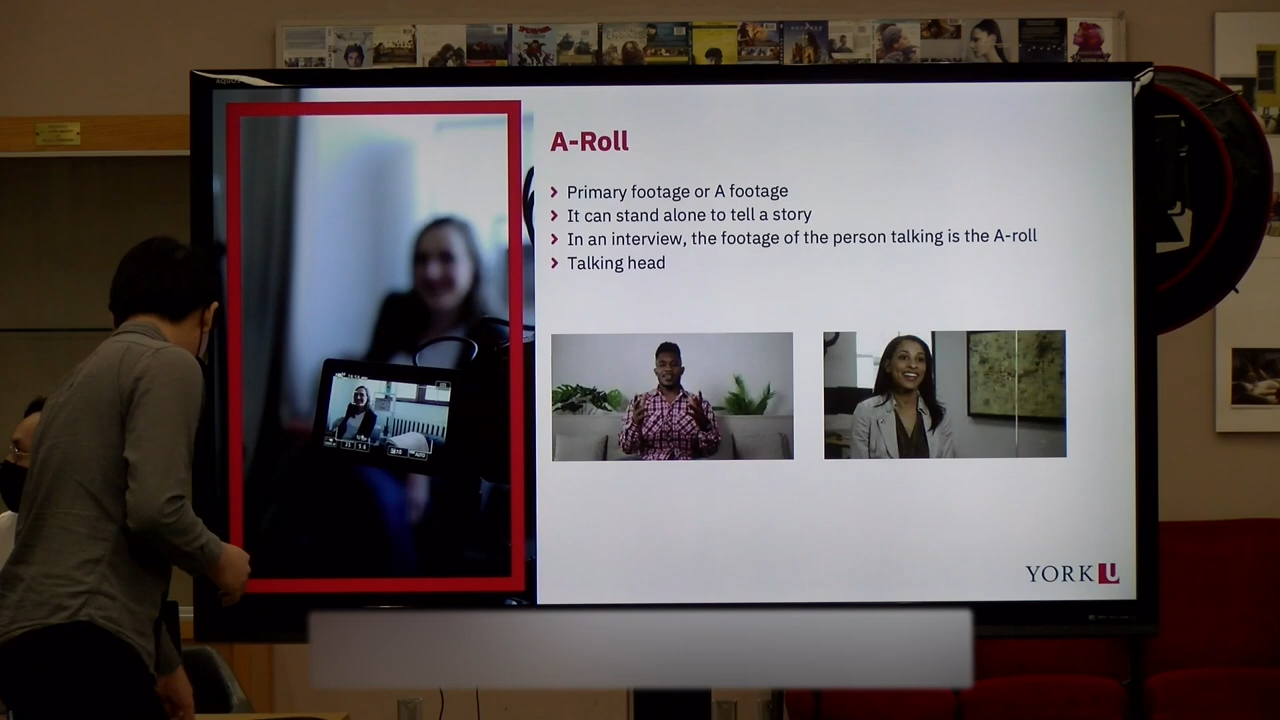 A-Roll
Primary footage or A footage
It can stand alone to tell a story
In an interview, the footage of the person talking is the A-roll
Talking head
YORK U